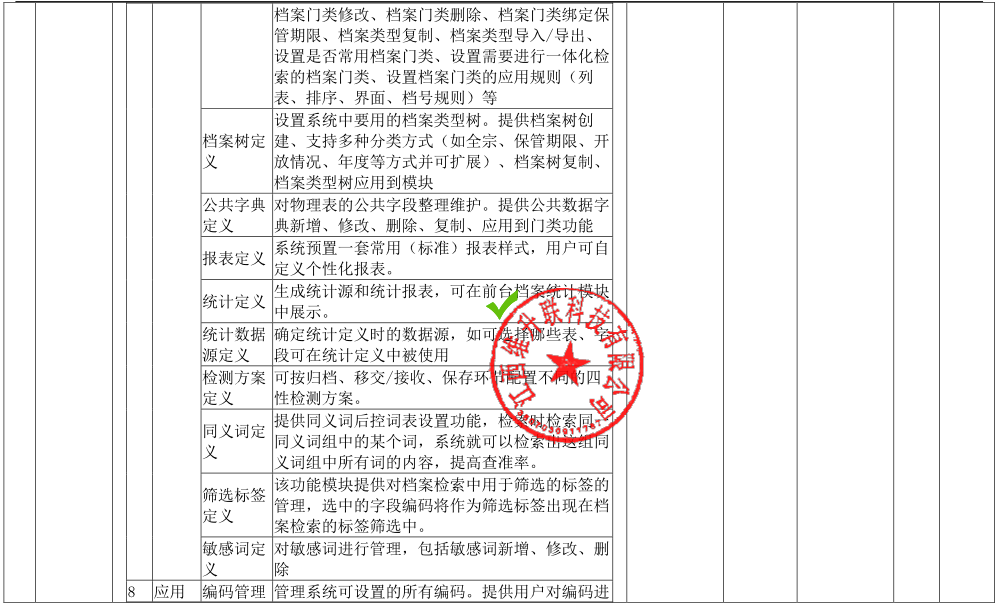 档案门类修改、档案门类删除、档案门类绑定保
管期限、档案类型复制、档案类型导入/导出、
设置是否常用档案门类、设置需要进行一体化检
索的档案门类、设置档案门类的应用规则（列
表、排序、界面、档号规则）等
档案树定
义
设置系统中要用的档案类型树。提供档案树创
建、支持多种分类方式（如全宗、保管期限、开
放情况、年度等方式并可扩展）、档案树复制、
档案类型树应用到模块
公共字典
定义
对物理表的公共字段整理维护。提供公共数据字
典新增、修改、删除、复制、应用到门类功能
报表定义
系统预置一套常用（标准）报表样式，用户可自
定义个性化报表。
统计定义
生成统计源和统计报表，可在前台档案统计模块
中展示。
统计数据
源定义
确定统计定义时的数据源，如可选择哪些表、字
段可在统计定义中被使用
检测方案
定义
可按归档、移交/接收、保存环节配置不同的四
性检测方案。
同义词定
义
提供同义词后控词表设置功能，检索时检索同一
同义词组中的某个词，系统就可以检索出这组同
义词组中所有词的内容，提高查准率。
筛选标签
定义
该功能模块提供对档案检索中用于筛选的标签的
管理，选中的字段编码将作为筛选标签出现在档
案检索的标签筛选中。
敏感词定
义
对敏感词进行管理，包括敏感词新增、修改、删
除
8 应用 编码管理 管理系统可设置的所有编码。提供用户对编码进
江西维升联科技有限公司